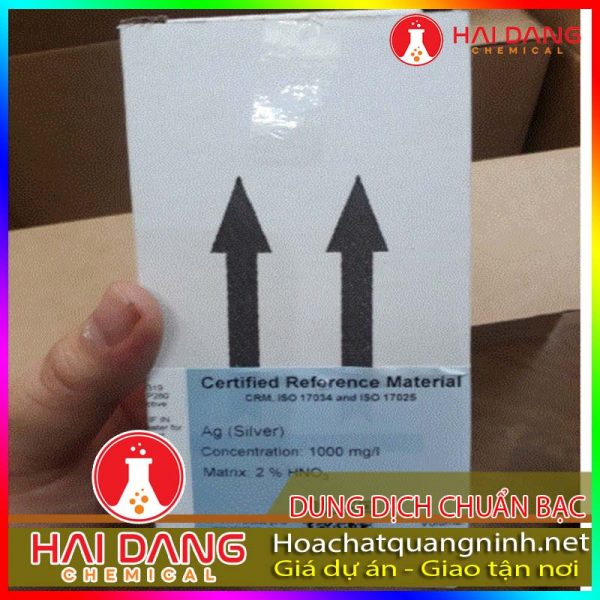 HAI DANG
CHEMICAL
Certified Reference Material
CRM, ISO 17034 and ISO 17025
Ag (Silver)
Concentration: 1000 mg/l
Matrix: 2 % HNO₃
DUNG DỊCH CHUẨN BẠC
HAI DANG
CHEMICAL
Hoachatquangninh.net
Giá dự án - Giao tận nơi